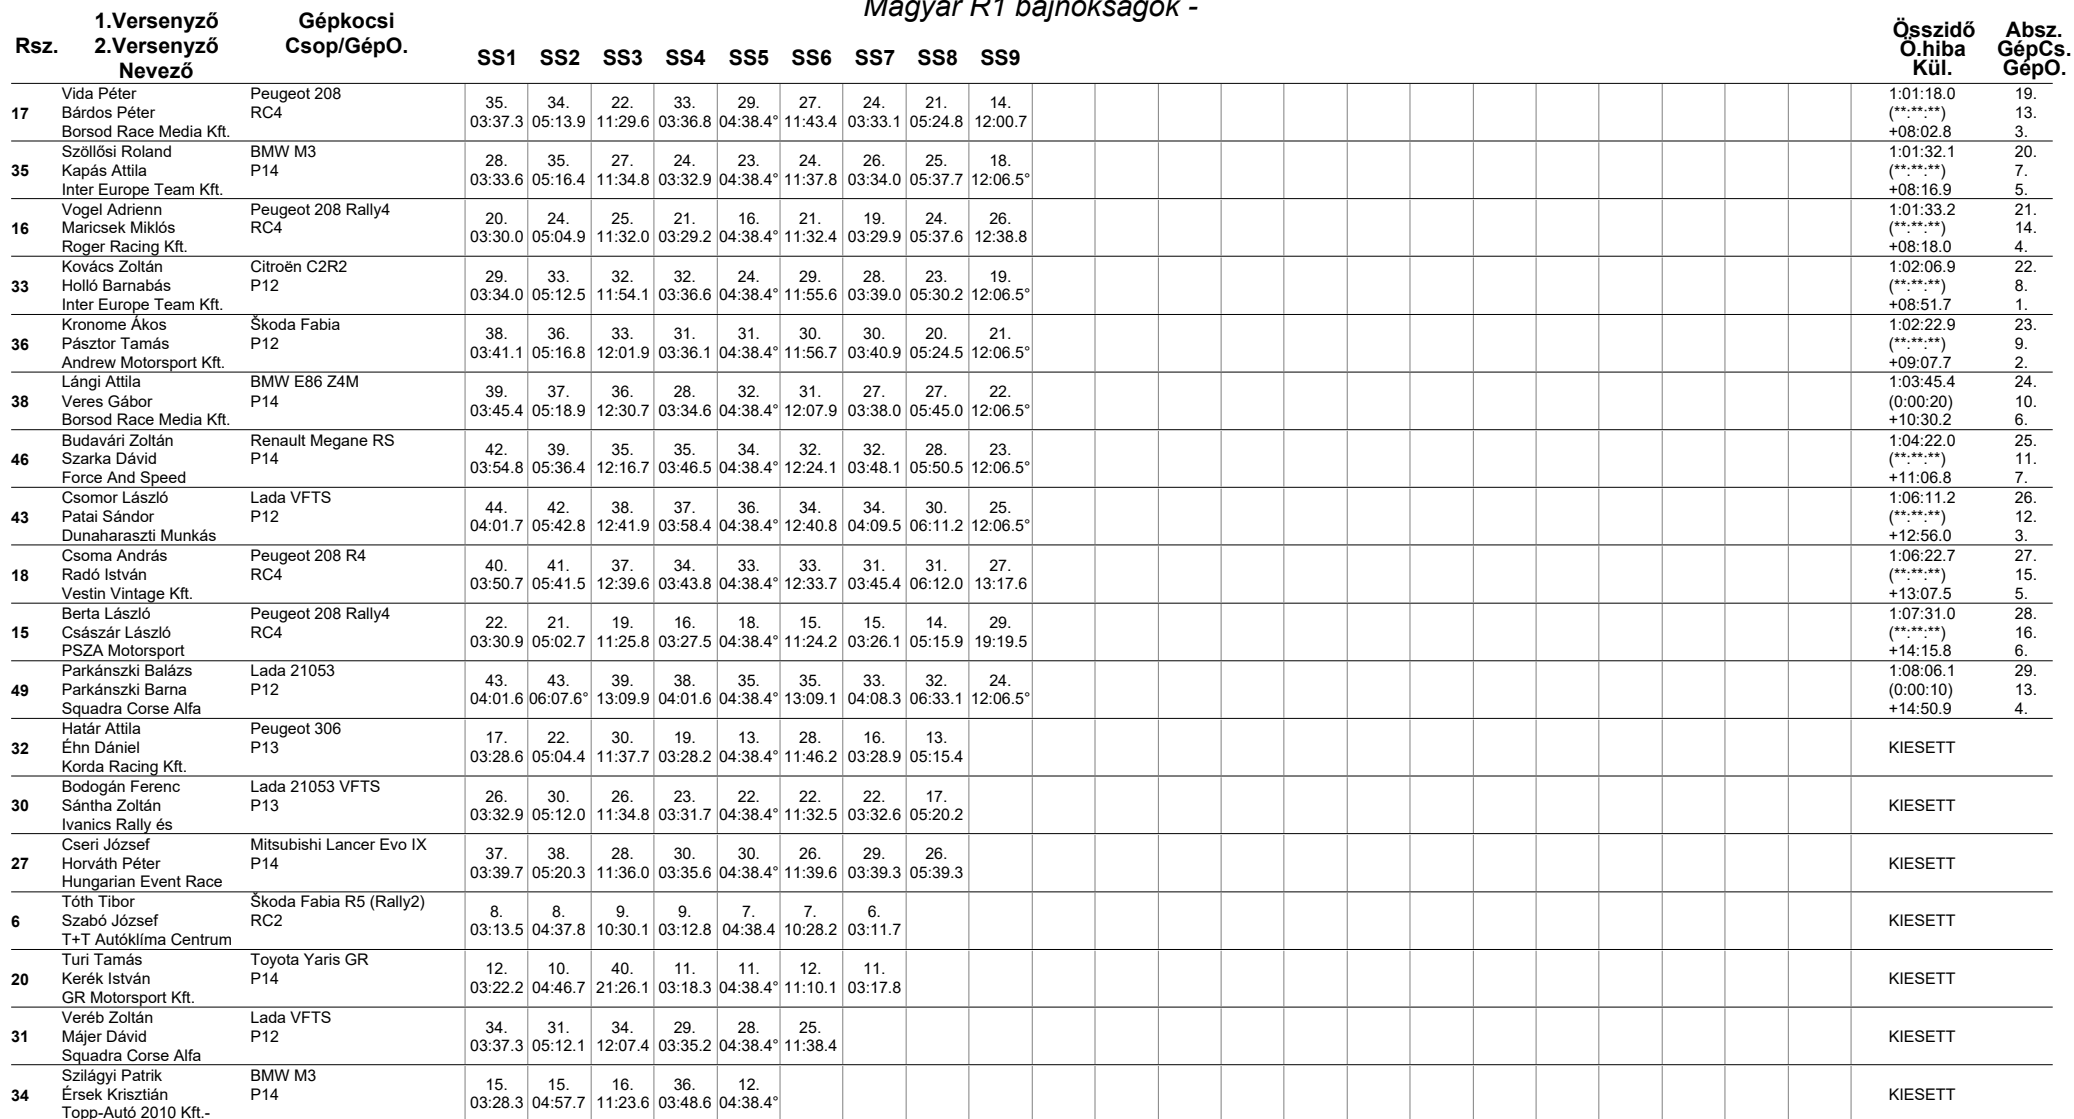 Magyar R1 bajnokságok -
Rsz. 1.Versenyző 2.Versenyző Nevező Gépkocsi Csop/GépO. SS1 SS2 SS3 SS4 SS5 SS6 SS7 SS8 SS9 Összidő Ö.hiba Kül. Absz. GépCs. GépO.
Vida Péter Peugeot 208 1:01:18.0 19.
35. 34. 22. 33. 29. 27. 24. 21. 14.
17 Bárdos Péter RC4 (**:**:**) 13.
03:37.3 05:13.9 11:29.6 03:36.8 04:38.4° 11:43.4 03:33.1 05:24.8 12:00.7
Borsod Race Media Kft. +08:02.8 3.
Szöllősi Roland BMW M3 1:01:32.1 20.
28. 35. 27. 24. 23. 24. 26. 25. 18.
35 Kapás Attila P14 (**:**:**) 7.
03:33.6 05:16.4 11:34.8 03:32.9 04:38.4° 11:37.8 03:34.0 05:37.7 12:06.5°
Inter Europe Team Kft. +08:16.9 5.
Vogel Adrienn Peugeot 208 Rally4 1:01:33.2 21.
20. 24. 25. 21. 16. 21. 19. 24. 26.
16 Maricsek Miklós RC4 (**:**:**) 14.
03:30.0 05:04.9 11:32.0 03:29.2 04:38.4° 11:32.4 03:29.9 05:37.6 12:38.8
Roger Racing Kft. +08:18.0 4.
Kovács Zoltán Citroën C2R2 1:02:06.9 22.
29. 33. 32. 32. 24. 29. 28. 23. 19.
33 Holló Barnabás P12 (**:**:**) 8.
03:34.0 05:12.5 11:54.1 03:36.6 04:38.4° 11:55.6 03:39.0 05:30.2 12:06.5°
Inter Europe Team Kft. +08:51.7 1.
Kronome Ákos Škoda Fabia 1:02:22.9 23.
38. 36. 33. 31. 31. 30. 30. 20. 21.
36 Pásztor Tamás P12 (**:**:**) 9.
03:41.1 05:16.8 12:01.9 03:36.1 04:38.4° 11:56.7 03:40.9 05:24.5 12:06.5°
Andrew Motorsport Kft. +09:07.7 2.
Lángi Attila BMW E86 Z4M 1:03:45.4 24.
39. 37. 36. 28. 32. 31. 27. 27. 22.
38 Veres Gábor P14 (0:00:20) 10.
03:45.4 05:18.9 12:30.7 03:34.6 04:38.4° 12:07.9 03:38.0 05:45.0 12:06.5°
Borsod Race Media Kft. +10:30.2 6.
Budavári Zoltán Renault Megane RS 1:04:22.0 25.
42. 39. 35. 35. 34. 32. 32. 28. 23.
46 Szarka Dávid P14 (**:**:**) 11.
03:54.8 05:36.4 12:16.7 03:46.5 04:38.4° 12:24.1 03:48.1 05:50.5 12:06.5°
Force And Speed +11:06.8 7.
Csomor László Lada VFTS 1:06:11.2 26.
44. 42. 38. 37. 36. 34. 34. 30. 25.
43 Patai Sándor P12 (**:**:**) 12.
04:01.7 05:42.8 12:41.9 03:58.4 04:38.4° 12:40.8 04:09.5 06:11.2 12:06.5°
Dunaharaszti Munkás +12:56.0 3.
Csoma András Peugeot 208 R4 1:06:22.7 27.
40. 41. 37. 34. 33. 33. 31. 31. 27.
18 Radó István RC4 (**:**:**) 15.
03:50.7 05:41.5 12:39.6 03:43.8 04:38.4° 12:33.7 03:45.4 06:12.0 13:17.6
Vestin Vintage Kft. +13:07.5 5.
Berta László Peugeot 208 Rally4 1:07:31.0 28.
22. 21. 19. 16. 18. 15. 15. 14. 29.
15 Császár László RC4 (**:**:**) 16.
03:30.9 05:02.7 11:25.8 03:27.5 04:38.4° 11:24.2 03:26.1 05:15.9 19:19.5
PSZA Motorsport +14:15.8 6.
Parkánszki Balázs Lada 21053 1:08:06.1 29.
43. 43. 39. 38. 35. 35. 33. 32. 24.
49 Parkánszki Barna P12 (0:00:10) 13.
04:01.6 06:07.6° 13:09.9 04:01.6 04:38.4° 13:09.1 04:08.3 06:33.1 12:06.5°
Squadra Corse Alfa +14:50.9 4.
Határ Attila Peugeot 306
17. 22. 30. 19. 13. 28. 16. 13.
32 Éhn Dániel P13 KIESETT
03:28.6 05:04.4 11:37.7 03:28.2 04:38.4° 11:46.2 03:28.9 05:15.4
Korda Racing Kft.
Bodogán Ferenc Lada 21053 VFTS
26. 30. 26. 23. 22. 22. 22. 17.
30 Sántha Zoltán P13 KIESETT
03:32.9 05:12.0 11:34.8 03:31.7 04:38.4° 11:32.5 03:32.6 05:20.2
Ivanics Rally és
Cseri József Mitsubishi Lancer Evo IX
37. 38. 28. 30. 30. 26. 29. 26.
27 Horváth Péter P14 KIESETT
03:39.7 05:20.3 11:36.0 03:35.6 04:38.4° 11:39.6 03:39.3 05:39.3
Hungarian Event Race
Tóth Tibor Škoda Fabia R5 (Rally2)
8. 8. 9. 9. 7. 7. 6.
6 Szabó József RC2 KIESETT
03:13.5 04:37.8 10:30.1 03:12.8 04:38.4 10:28.2 03:11.7
T+T Autóklíma Centrum
Turi Tamás Toyota Yaris GR
12. 10. 40. 11. 11. 12. 11.
20 Kerék István P14 KIESETT
03:22.2 04:46.7 21:26.1 03:18.3 04:38.4° 11:10.1 03:17.8
GR Motorsport Kft.
Veréb Zoltán Lada VFTS
34. 31. 34. 29. 28. 25.
31 Májer Dávid P12 KIESETT
03:37.3 05:12.1 12:07.4 03:35.2 04:38.4° 11:38.4
Squadra Corse Alfa
Szilágyi Patrik BMW M3
15. 15. 16. 36. 12.
34 Érsek Krisztián P14 KIESETT
03:28.3 04:57.7 11:23.6 03:48.6 04:38.4°
Topp-Autó 2010 Kft.-